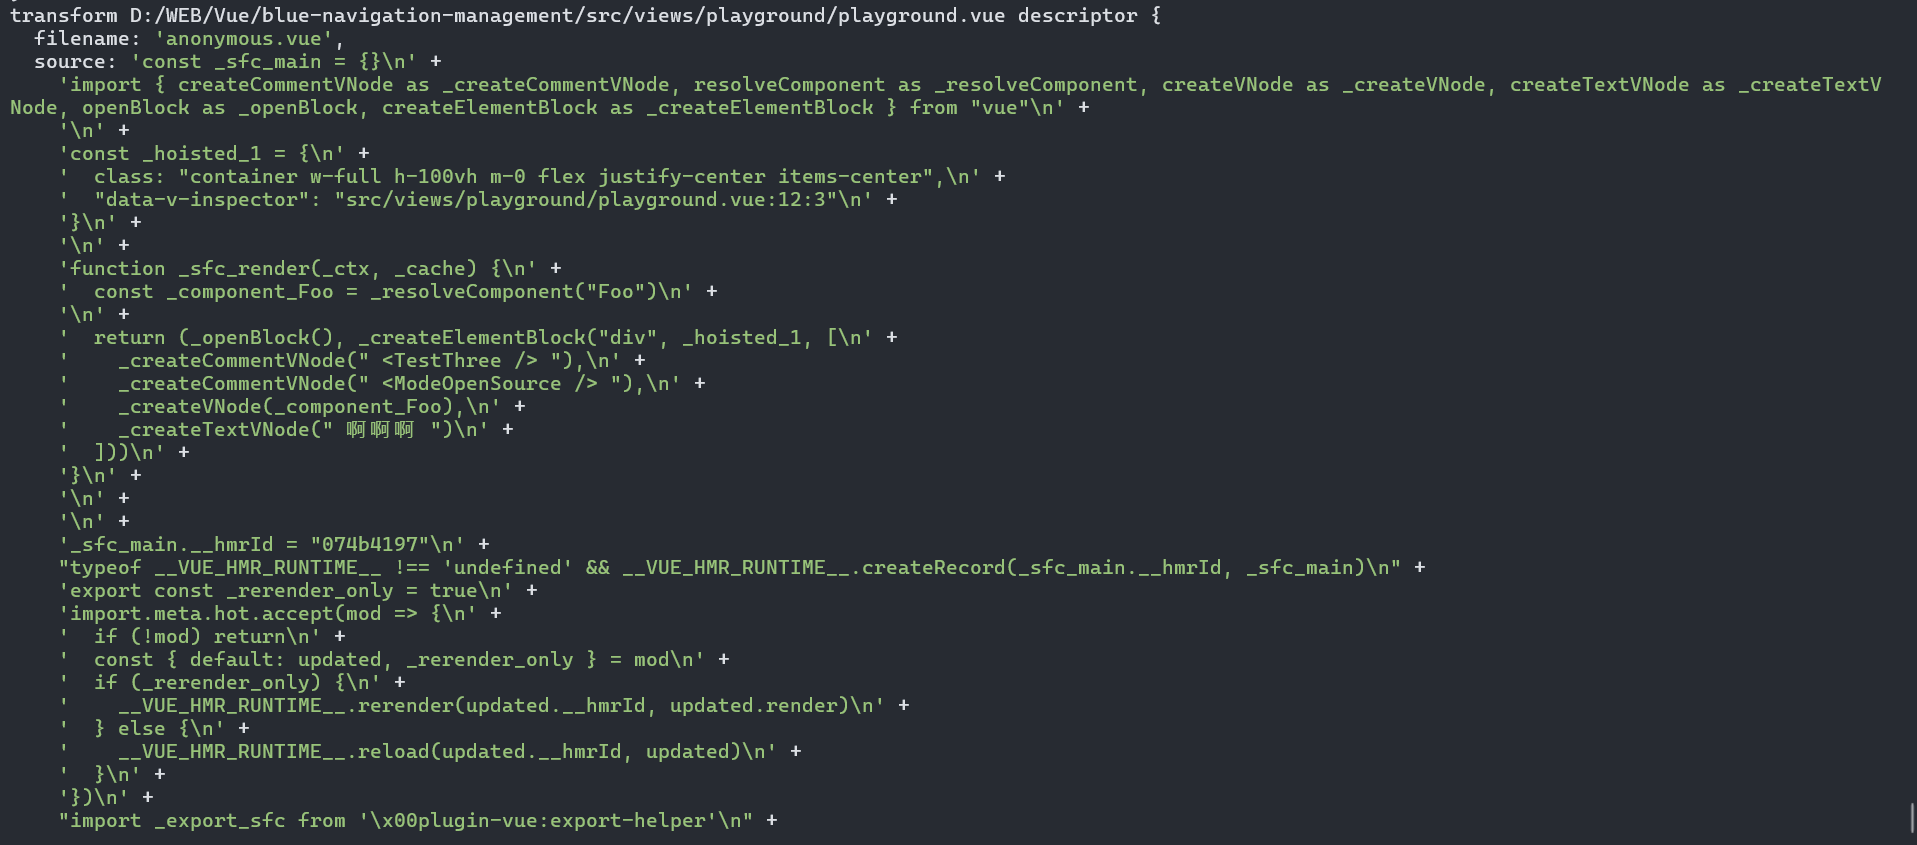 transform D:/WEB/Vue/blue-navigation-management/src/views/playground/playground.vue descriptor {
  filename: 'anonymous.vue',
  source: 'const _sfc_main = {}\n' +
    'import { createCommentVNode as _createCommentVNode, resolveComponent as _resolveComponent, createVNode as _createVNode, createTextVNode as _createTextV
Node, openBlock as _openBlock, createElementBlock as _createElementBlock } from "vue"\n' +
    '\n' +
    'const _hoisted_1 = {\n' +
    '  class: "container w-full h-100vh m-0 flex justify-center items-center",\n' +
    '  "data-v-inspector": "src/views/playground/playground.vue:12:3"\n' +
    '}\n' +
    '\n' +
    'function _sfc_render(_ctx, _cache) {\n' +
    '  const _component_Foo = _resolveComponent("Foo")\n' +
    '\n' +
    '  return (_openBlock(), _createElementBlock("div", _hoisted_1, [\n' +
    '    _createCommentVNode(" <TestThree /> "),\n' +
    '    _createCommentVNode(" <ModeOpenSource /> "),\n' +
    '    _createVNode(_component_Foo),\n' +
    '    _createTextVNode(" 啊啊啊 ")\n' +
    '  ]))\n' +
    '}\n' +
    '\n' +
    '\n' +
    '_sfc_main.__hmrId = "074b4197"\n' +
    "typeof __VUE_HMR_RUNTIME__ !== 'undefined' && __VUE_HMR_RUNTIME__.createRecord(_sfc_main.__hmrId, _sfc_main)\n" +
    'export const _rerender_only = true\n' +
    'import.meta.hot.accept(mod => {\n' +
    '  if (!mod) return\n' +
    '  const { default: updated, _rerender_only } = mod\n' +
    '  if (_rerender_only) {\n' +
    '    __VUE_HMR_RUNTIME__.rerender(updated.__hmrId, updated.render)\n' +
    '  } else {\n' +
    '    __VUE_HMR_RUNTIME__.reload(updated.__hmrId, updated)\n' +
    '  }\n' +
    '})\n' +
    "import _export_sfc from '\x00plugin-vue:export-helper'\n" +